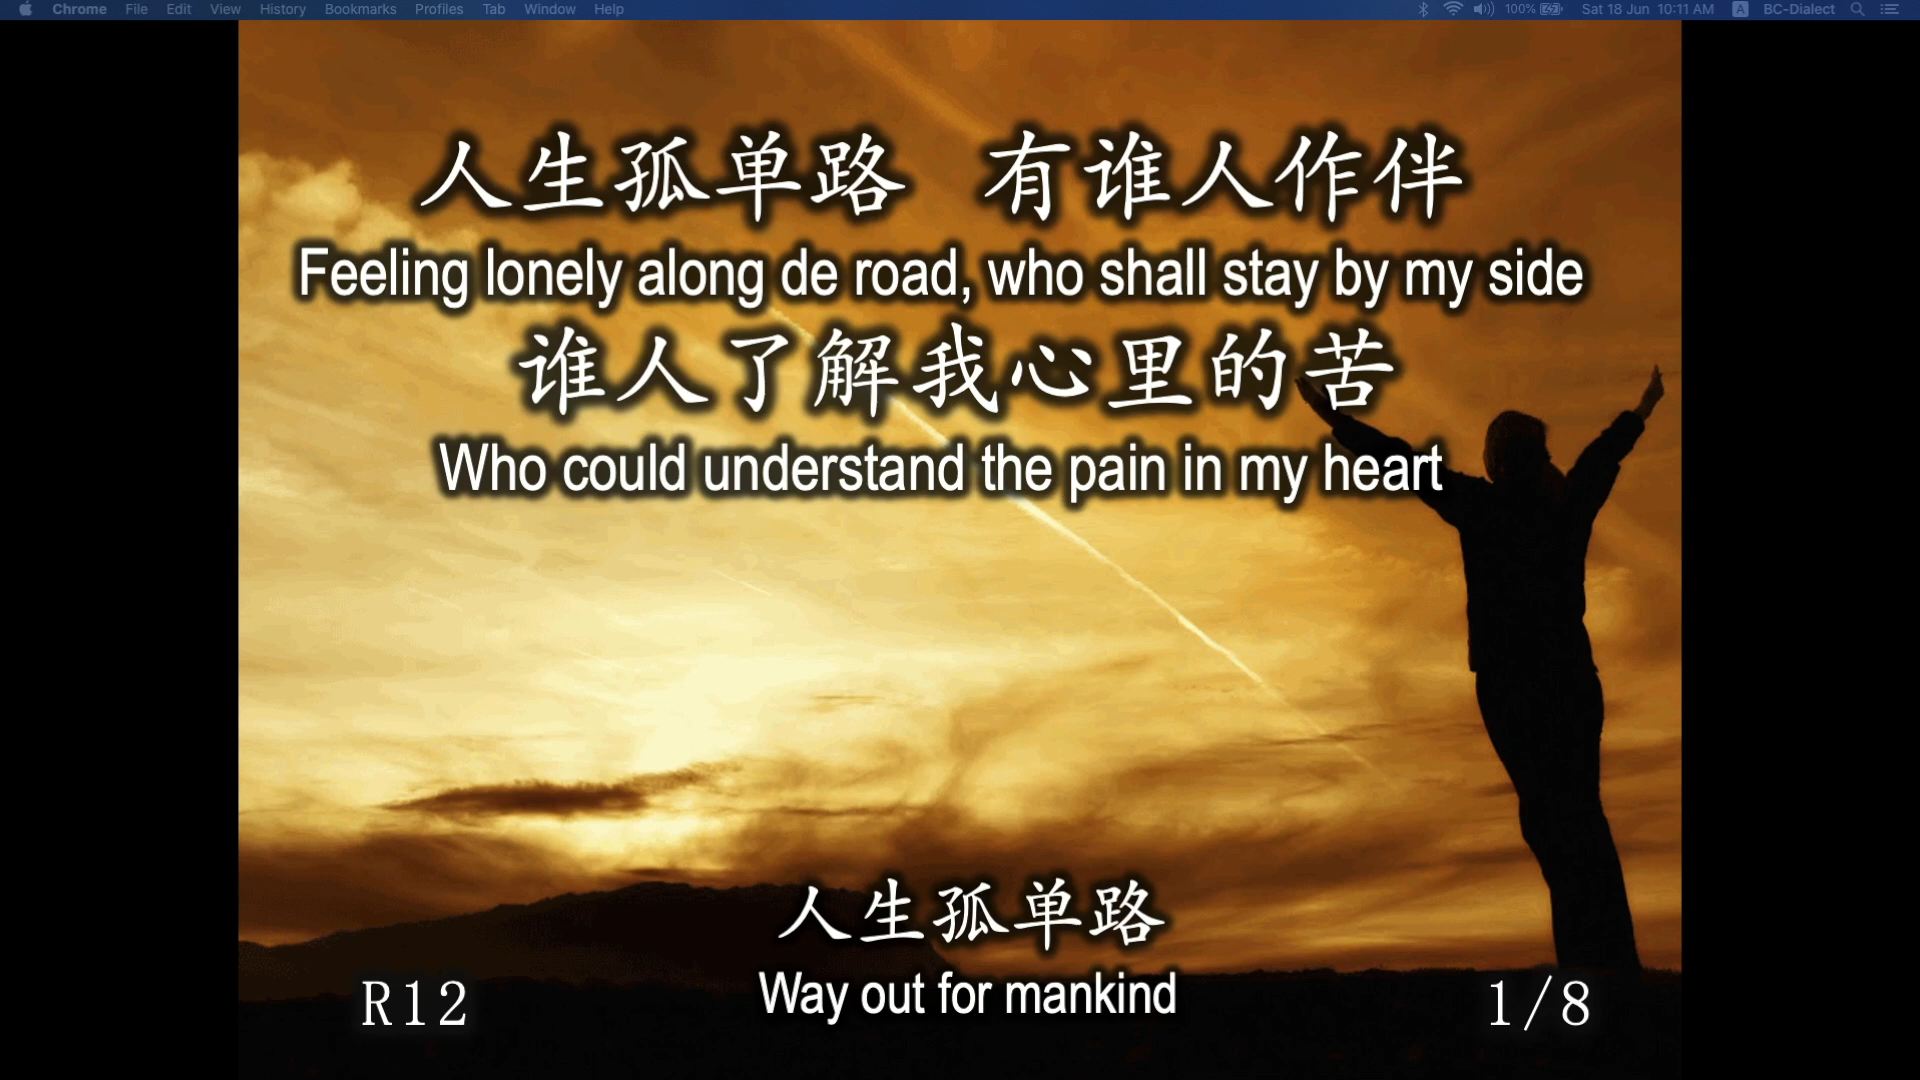 Chrome File Edit View History Bookmarks Profiles Tab Window Help 100% Sat 18 Jun 10:11 AM A BC-Dialect
人生孤单路 有谁人作伴
Feeling lonely along de road, who shall stay by my side
谁人了解我心里的苦
Who could understand the pain in my heart
人生孤单路
Way out for mankind
R12
1/8